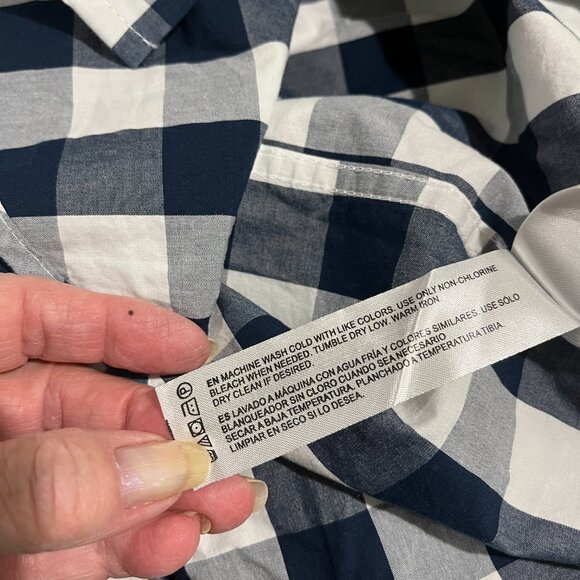 EN MACHINE WASH COLD WITH LIKE COLORS. USE ONLY NON-CHLORINE
BLEACH WHEN NEEDED. TUMBLE DRY LOW. WARM IRON
DRY CLEAN IF DESIRED.
ES LAVADO A MÁQUINA CON AGUA FRÍA Y COLORES SIMILARES. USE SÓLO
BLANQUEADOR SIN CLORO CUANDO SEA NECESARIO
SECAR A BAJA TEMPERATURA. PLANCHADO A TEMPERATURA TIBIA.
LIMPIAR EN SECO SI LO DESEA.